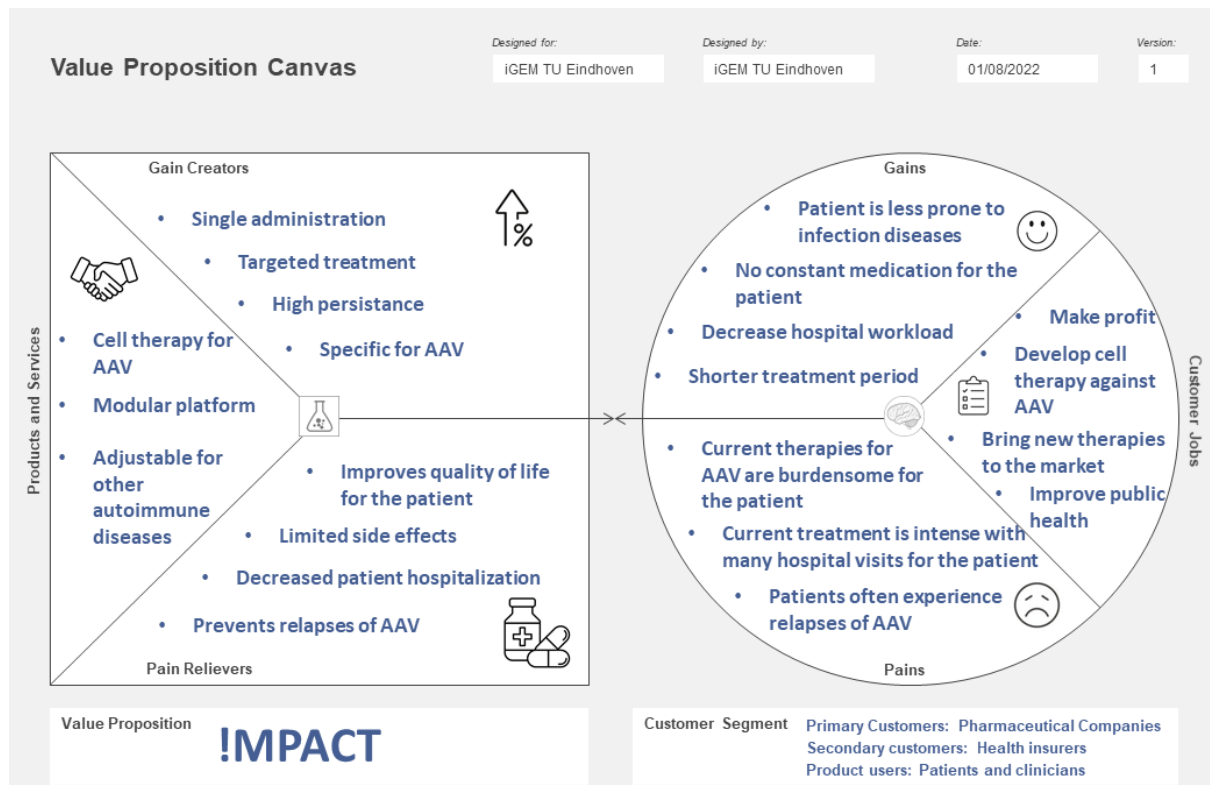 Value Proposition Canvas
Designed for:
iGEM TU Eindhoven
Designed by:
iGEM TU Eindhoven
Date:
01/08/2022
Version:
1
Products and Services
Gain Creators
• Single administration
• Targeted treatment
• High persistance
• Specific for AAV
• Cell therapy for
AAV
• Modular platform
• Adjustable for
other
autoimmune
diseases
• Improves quality of life
for the patient
• Limited side effects
• Decreased patient hospitalization
• Prevents relapses of AAV
Pain Relievers
%
Gains
• Patient is less prone to
infection diseases
• No constant medication for the
patient
• Decrease hospital workload
• Shorter treatment period
• Make profit
• Develop cell
therapy against
AAV
• Bring new therapies
to the market
• Improve public
health
Customer Jobs
• Current therapies for
AAV are burdensome for
the patient
• Current treatment is intense with
many hospital visits for the patient
• Patients often experience
relapses of AAV
Pains
Value Proposition
!MPACT
Customer Segment
Primary Customers: Pharmaceutical Companies
Secondary customers: Health insurers
Product users: Patients and clinicians